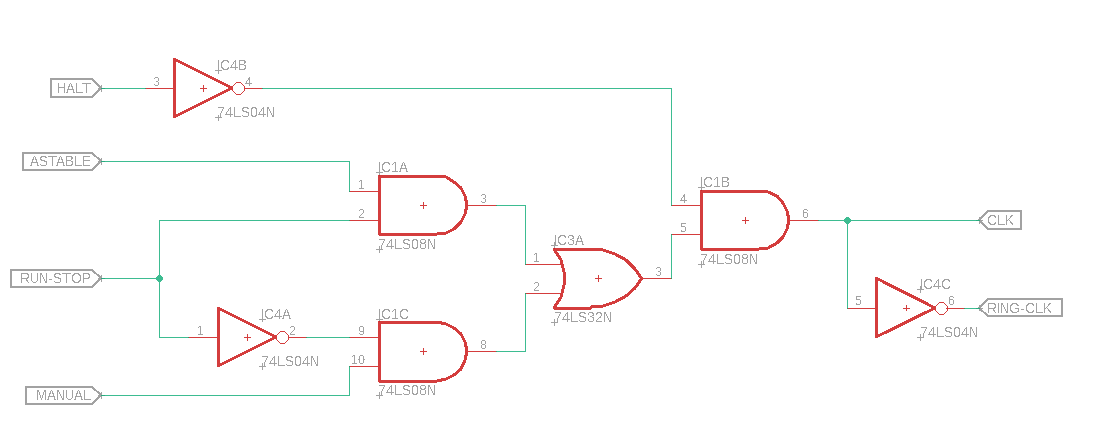 IC4B
HALT
3
4
74LS04N
ASTABLE
IC1A
1
2
3
74LS08N
IC1B
4
5
6
74LS08N
CLK
RUN-STOP
IC3A
1
2
3
74LS32N
IC4C
5
6
RING-CLK
74LS04N
IC4A
1
2
74LS04N
IC1C
9
10
8
74LS08N
MANUAL